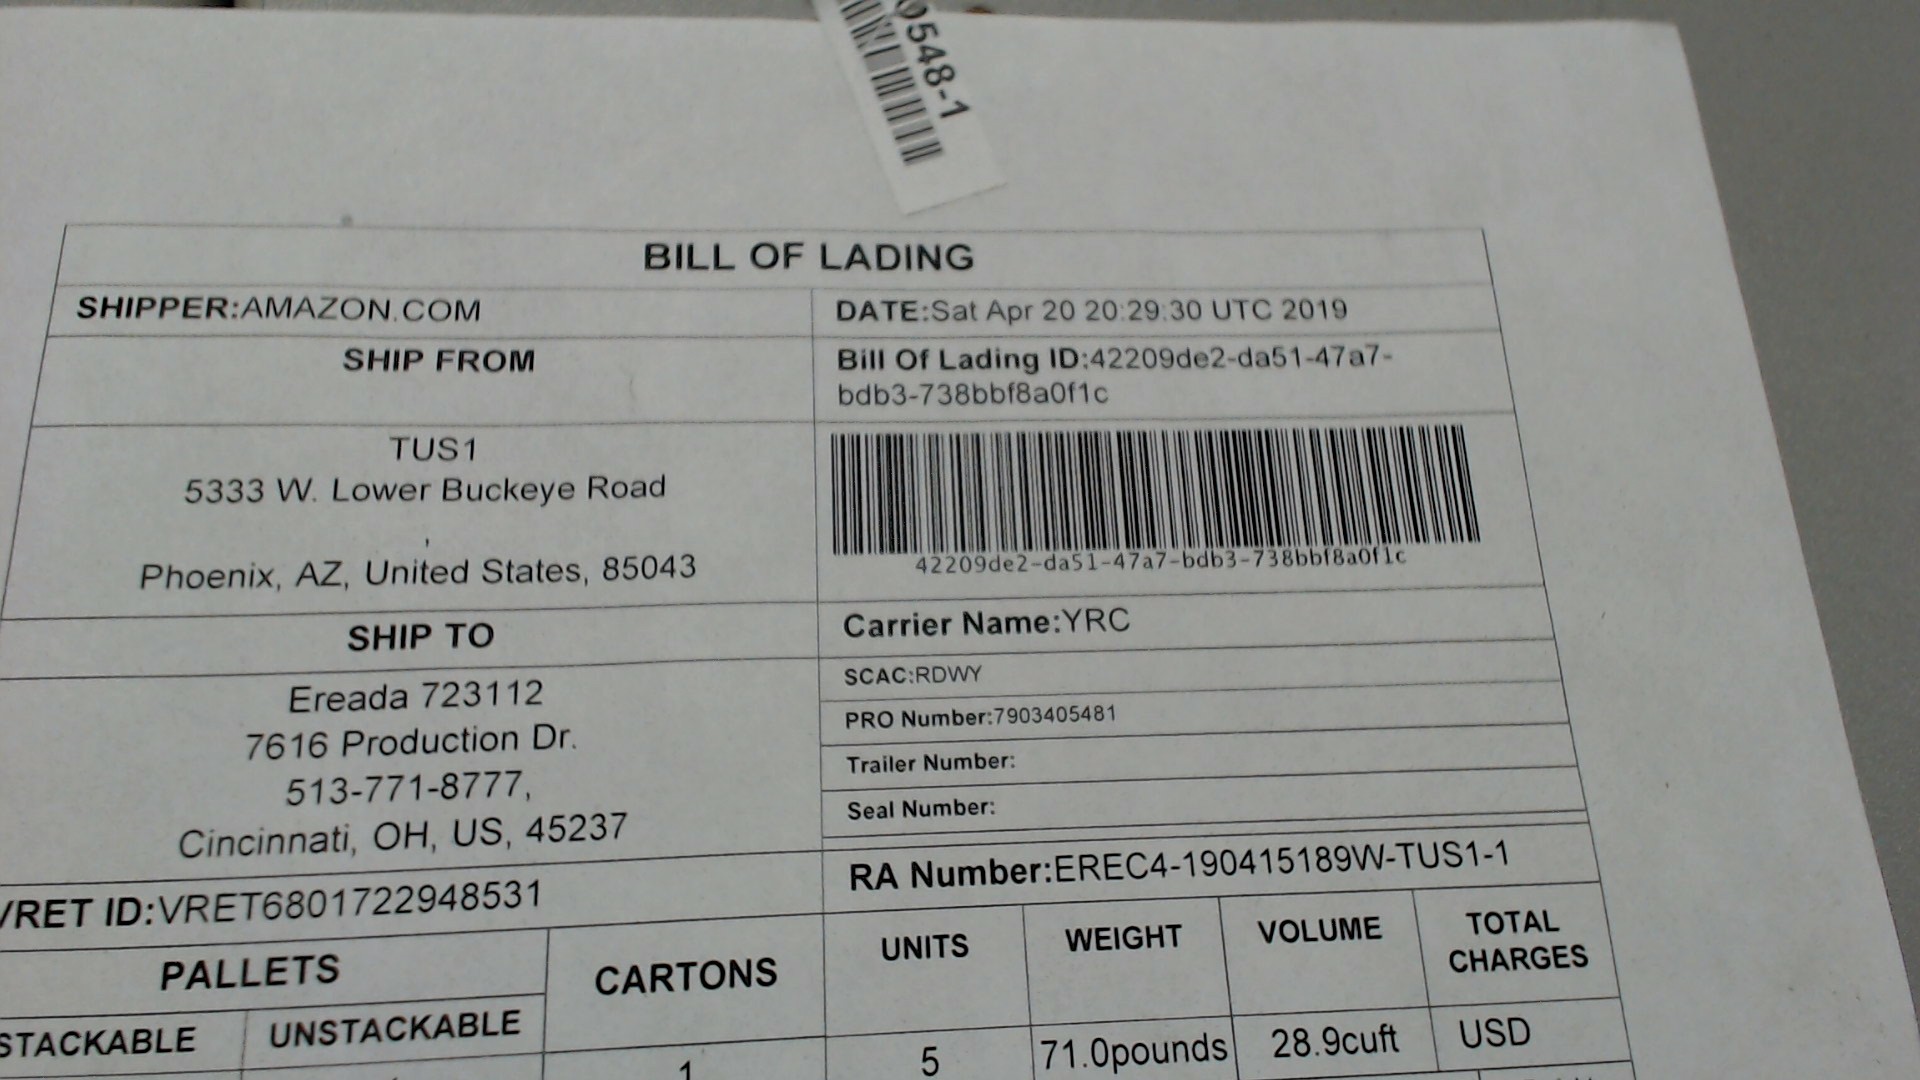 0548-1
BILL OF LADING
SHIPPER:AMAZON.COM
DATE:Sat Apr 20 20:29:30 UTC 2019
SHIP FROM
Bill Of Lading ID:42209de2-da51-47a7-
bdb3-738bbf8a0f1c
TUS1
5333 W. Lower Buckeye Road
,
Phoenix, AZ, United States, 85043
42209de2-da51-47a7-bdb3-738bbf8a0f1c
SHIP TO
Carrier Name:YRC
SCAC:RDWY
Ereada 723112
7616 Production Dr.
513-771-8777,
Cincinnati, OH, US, 45237
PRO Number:7903405481
Trailer Number:
Seal Number:
VRET ID:VRET6801722948531
RA Number:EREC4-190415189W-TUS1-1
PALLETS
CARTONS
UNITS
WEIGHT
VOLUME
TOTAL
CHARGES
STACKABLE
UNSTACKABLE
1
5
71.0pounds
28.9cuft
USD